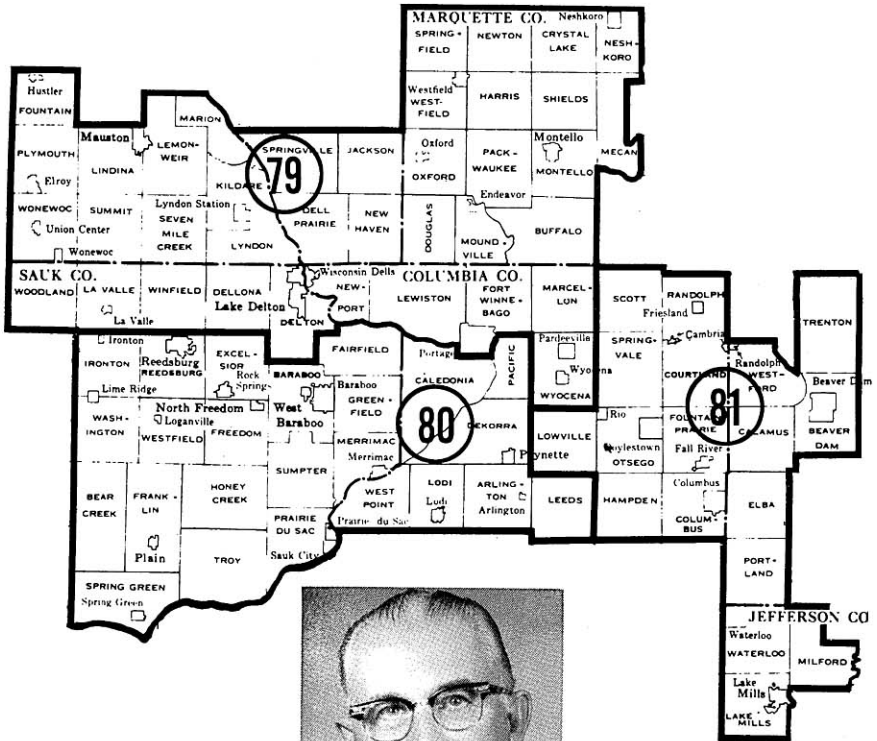 MARQUETTE CO. Neshkoro
SPRING-
FIELD
NEWTON
CRYSTAL
LAKE
NESH-
KORO
Hustler
FOUNTAIN
MARION
Westfield
WEST-
FIELD
HARRIS
SHIELDS
PLYMOUTH
Mauston
LINDINA
LEMON-
WEIR
KILDARE
SPRINGVILLE
79
JACKSON
Oxford
OXFORD
PACK-
WAUKEE
Montello
MONTELLO
MECAN
Elroy
WONEWOC
Union Center
Wonewoc
SUMMIT
Lyndon Station
SEVEN
MILE
CREEK
LYNDON
DELL
PRAIRIE
NEW
HAVEN
DOUGLAS
Endeavor
MOUND-
VILLE
BUFFALO
SAUK CO.
WOODLAND
LA VALLE
La Valle
WINFIELD
DELLONA
Lake Delton
DELTON
Wisconsin Dells
NEW-
PORT
COLUMBIA CO.
LEWISTON
FORT
WINNE-
BAGO
MARCEL-
LON
SCOTT
RANDOLPH
Friesland
TRENTON
Ironton
IRONTON
Reedsburg
REEDSBURG
EXCEL-
SIOR
Rock
Springs
BARABOO
Baraboo
FAIRFIELD
Portage
CALEDONIA
PACIFIC
Pardeeville
Wyocena
WYOCENA
SPRING-
VALE
Cambria
COURTLAND
Randolph
WEST-
FORD
Beaver Dam
BEAVER
DAM
Lime Ridge
WASH-
INGTON
Loganville
WESTFIELD
North Freedom
FREEDOM
West
Baraboo
GREEN-
FIELD
MERRIMAC
Merrimac
80
DEKORRA
Poynette
LOWVILLE
Rio
Doylestown
OTSEGO
FOUNTAIN
PRAIRIE
Fall River
81
CALAMUS
BEAR
CREEK
FRANK-
LIN
Plain
HONEY
CREEK
SUMPTER
WEST
POINT
LODI
Lodi
ARLING-
TON
Arlington
LEEDS
HAMPDEN
Columbus
COLUM-
BUS
ELBA
TROY
PRAIRIE
DU SAC
Prairie du Sac
Sauk City
SPRING GREEN
Spring Green
PORT-
LAND
JEFFERSON CO
Waterloo
WATERLOO
MILFORD
Lake
Mills
LAKE
MILLS